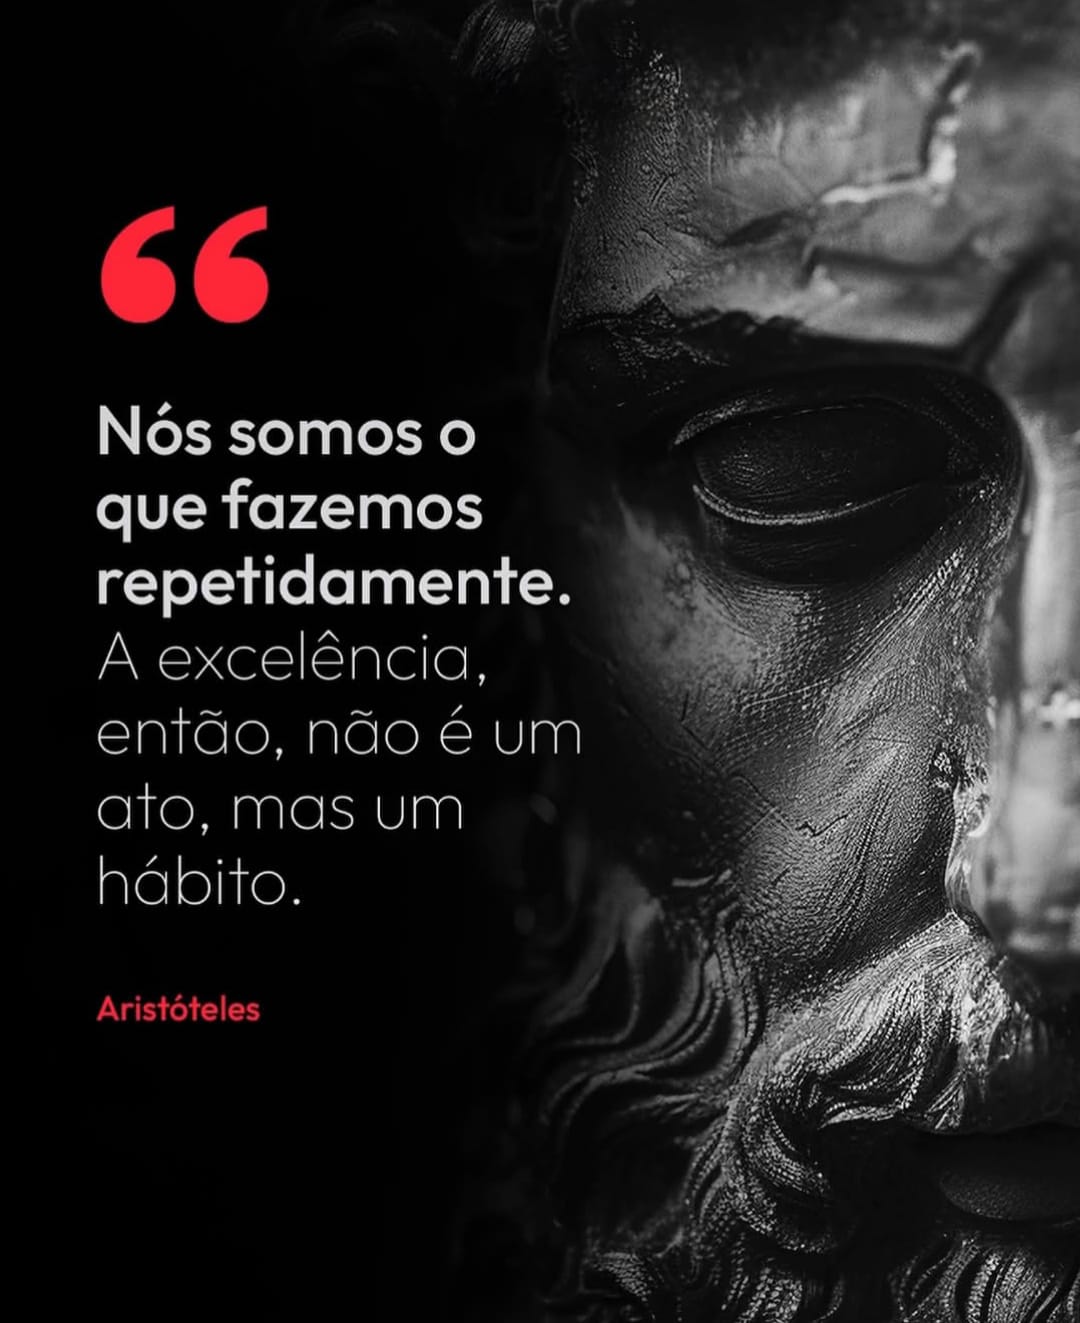 “
Nós somos o
que fazemos
repetidamente.
A excelência,
então, não é um
ato, mas um
hábito.
Aristóteles